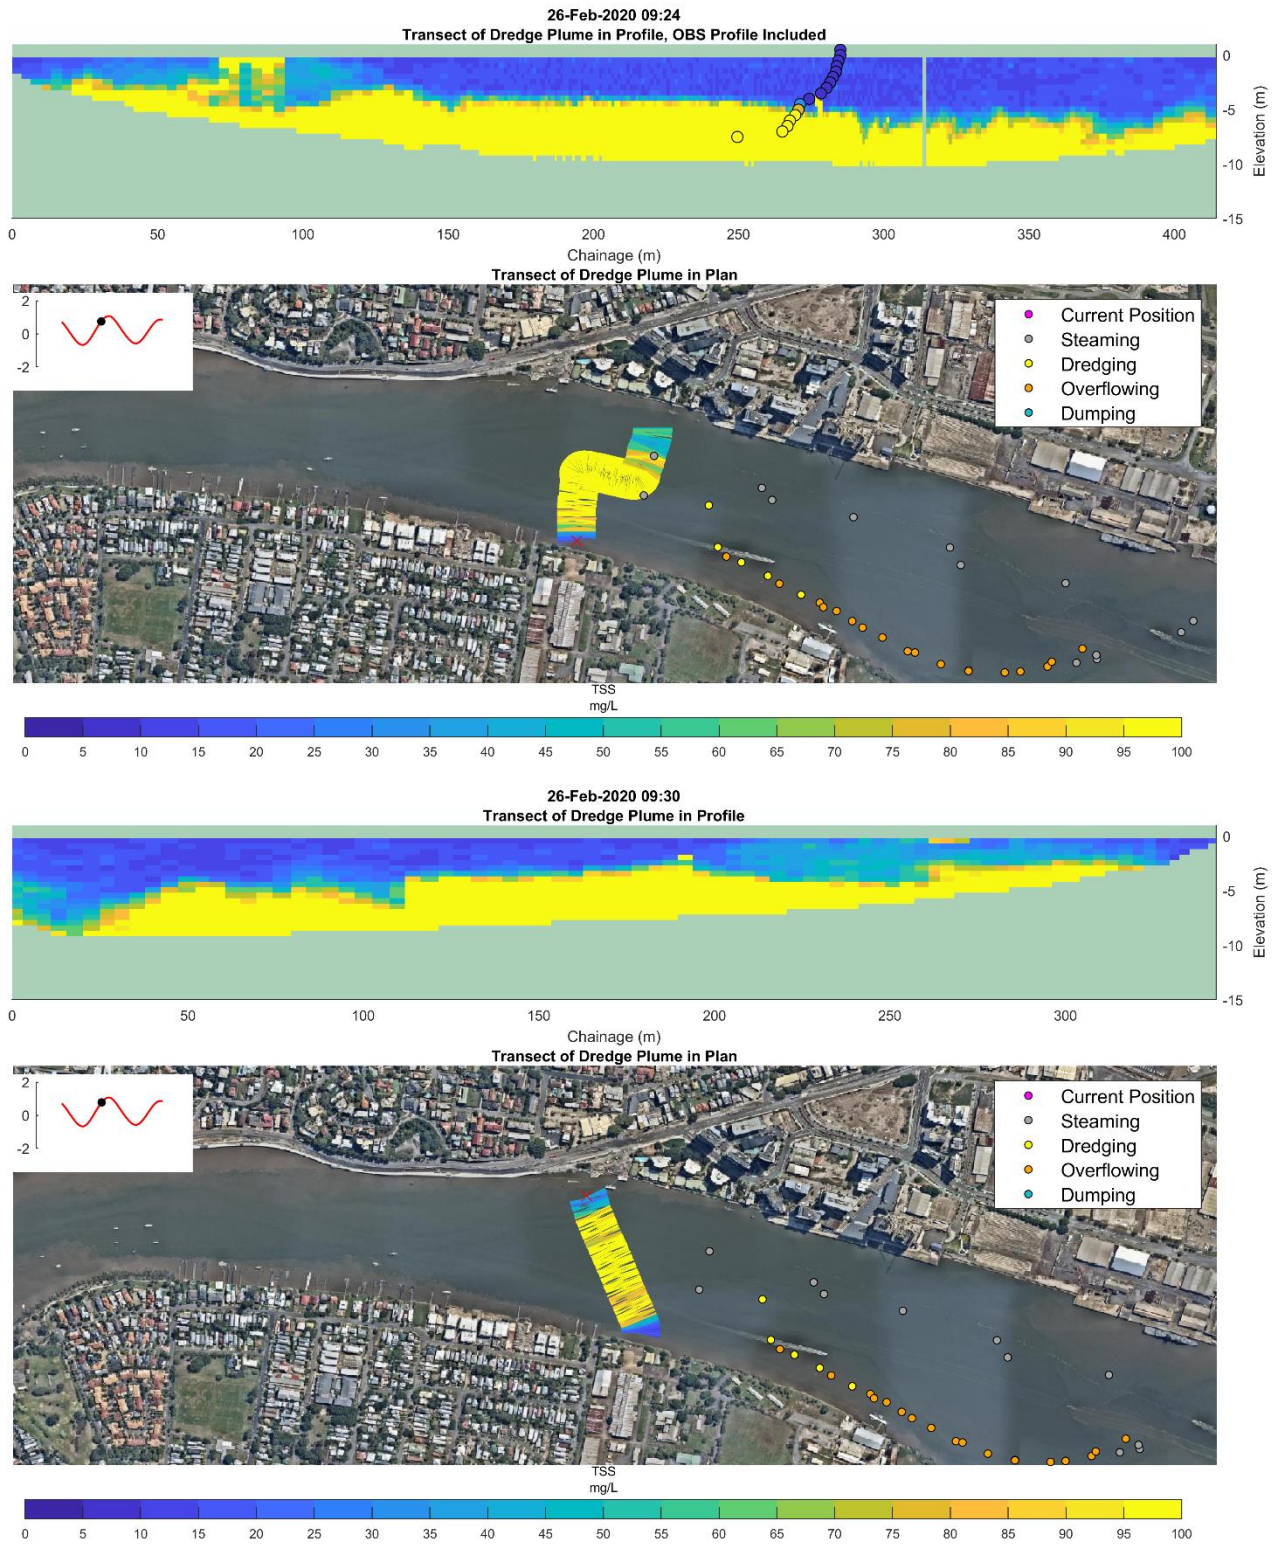 26-Feb-2020 09:24
Transect of Dredge Plume in Profile, OBS Profile Included
0
-5
-10
-15
Elevation (m)
0 50 100 150 200 250 300 350 400
Chainage (m)
Transect of Dredge Plume in Plan
2
0
-2
Current Position
Steaming
Dredging
Overflowing
Dumping
TSS
mg/L
0 5 10 15 20 25 30 35 40 45 50 55 60 65 70 75 80 85 90 95 100
26-Feb-2020 09:30
Transect of Dredge Plume in Profile
0
-5
-10
-15
Elevation (m)
0 50 100 150 200 250 300
Chainage (m)
Transect of Dredge Plume in Plan
2
0
-2
Current Position
Steaming
Dredging
Overflowing
Dumping
TSS
mg/L
0 5 10 15 20 25 30 35 40 45 50 55 60 65 70 75 80 85 90 95 100